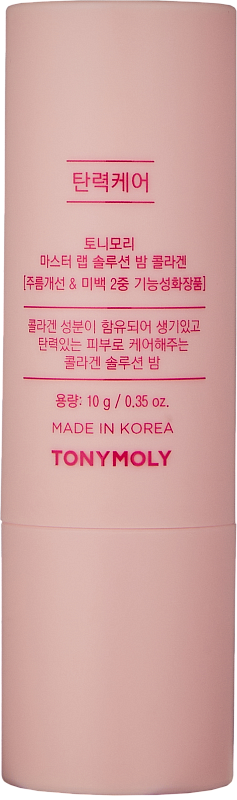 탄력케어
토니모리
마스터 랩 솔루션 밤 콜라겐
[주름개선 & 미백 2중 기능성화장품]
콜라겐 성분이 함유되어 생기있고
탄력있는 피부로 케어해주는
콜라겐 솔루션 밤
용량: 10 g / 0.35 oz.
MADE IN KOREA
TONYMOLY